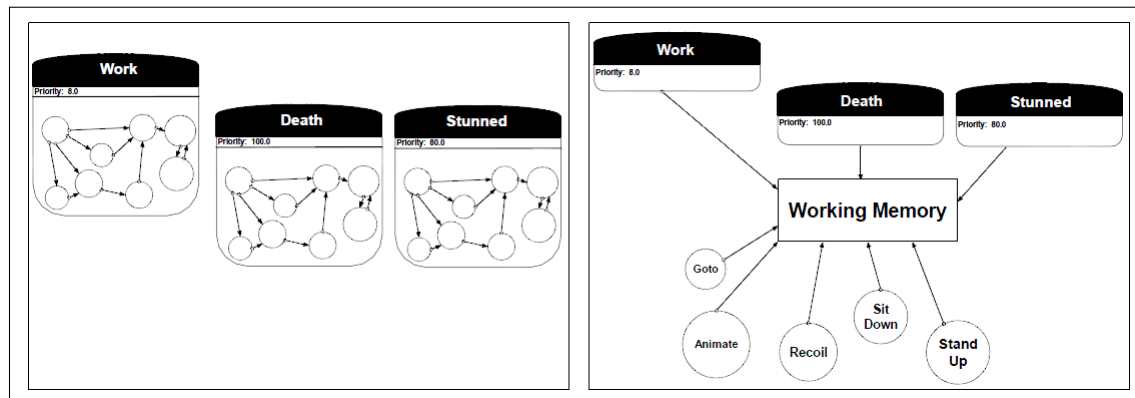 Work
Priority: 8.0
Death
Priority: 100.0
Stunned
Priority: 80.0
Work
Priority: 8.0
Death
Priority: 100.0
Stunned
Priority: 80.0
Working Memory
Goto
Animate
Recoil
Sit
Down
Stand
Up